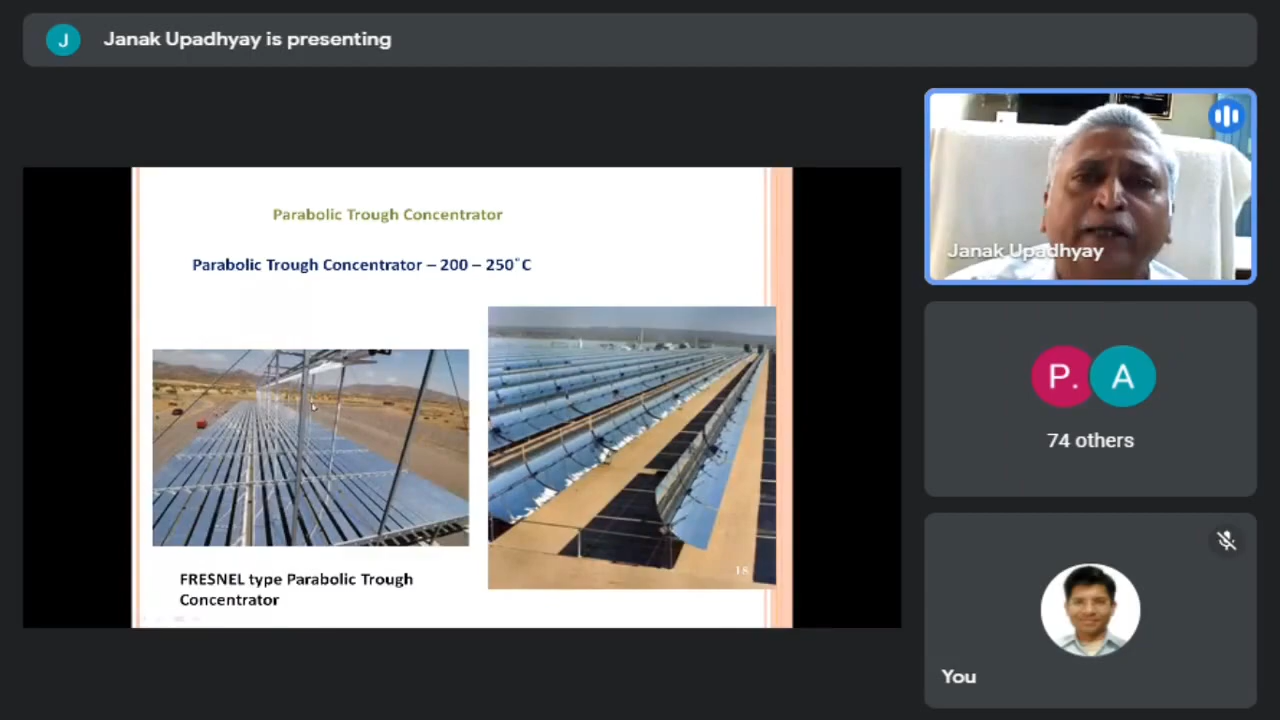 J
Janak Upadhyay is presenting
Parabolic Trough Concentrator
Parabolic Trough Concentrator – 200 – 250°C
18
FRESNEL type Parabolic Trough
Concentrator
Janak Upadhyay
P. A
74 others
You